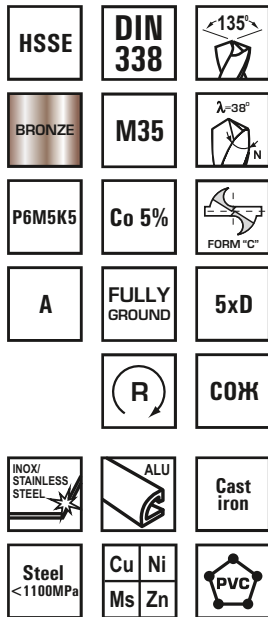 HSSE
DIN
338
135°
BRONZE
M35
λ=38°
N
P6M5K5
Co 5%
FORM "C"
A
FULLY
GROUND
5xD
R
СОЖ
INOX/
STAINLESS
STEEL
ALU
Cast
iron
Steel
<1100MPa
Cu Ni
Ms Zn
PVC